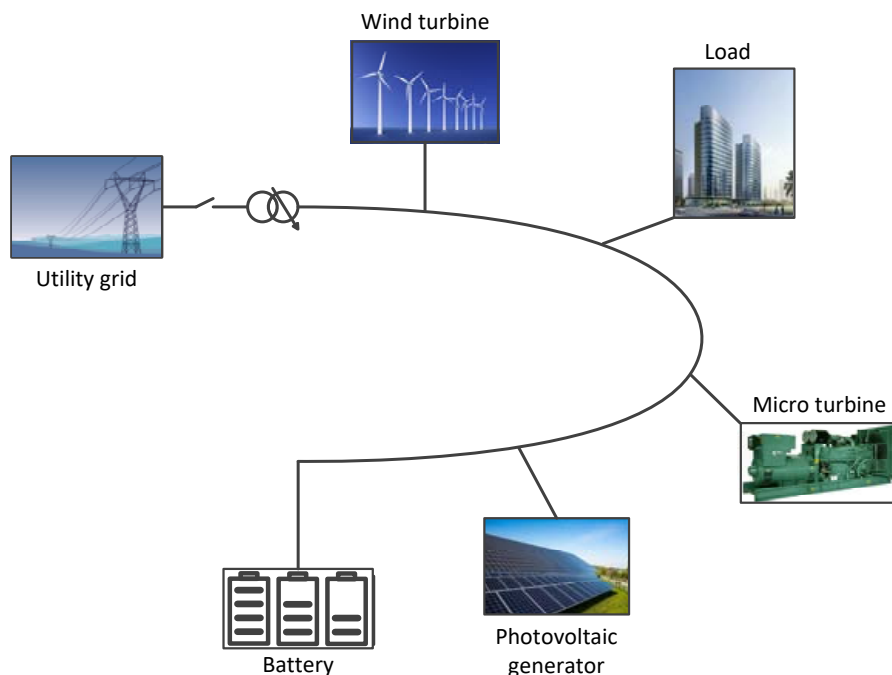 Wind turbine
Load
Utility grid
Micro turbine
Photovoltaic
generator
Battery